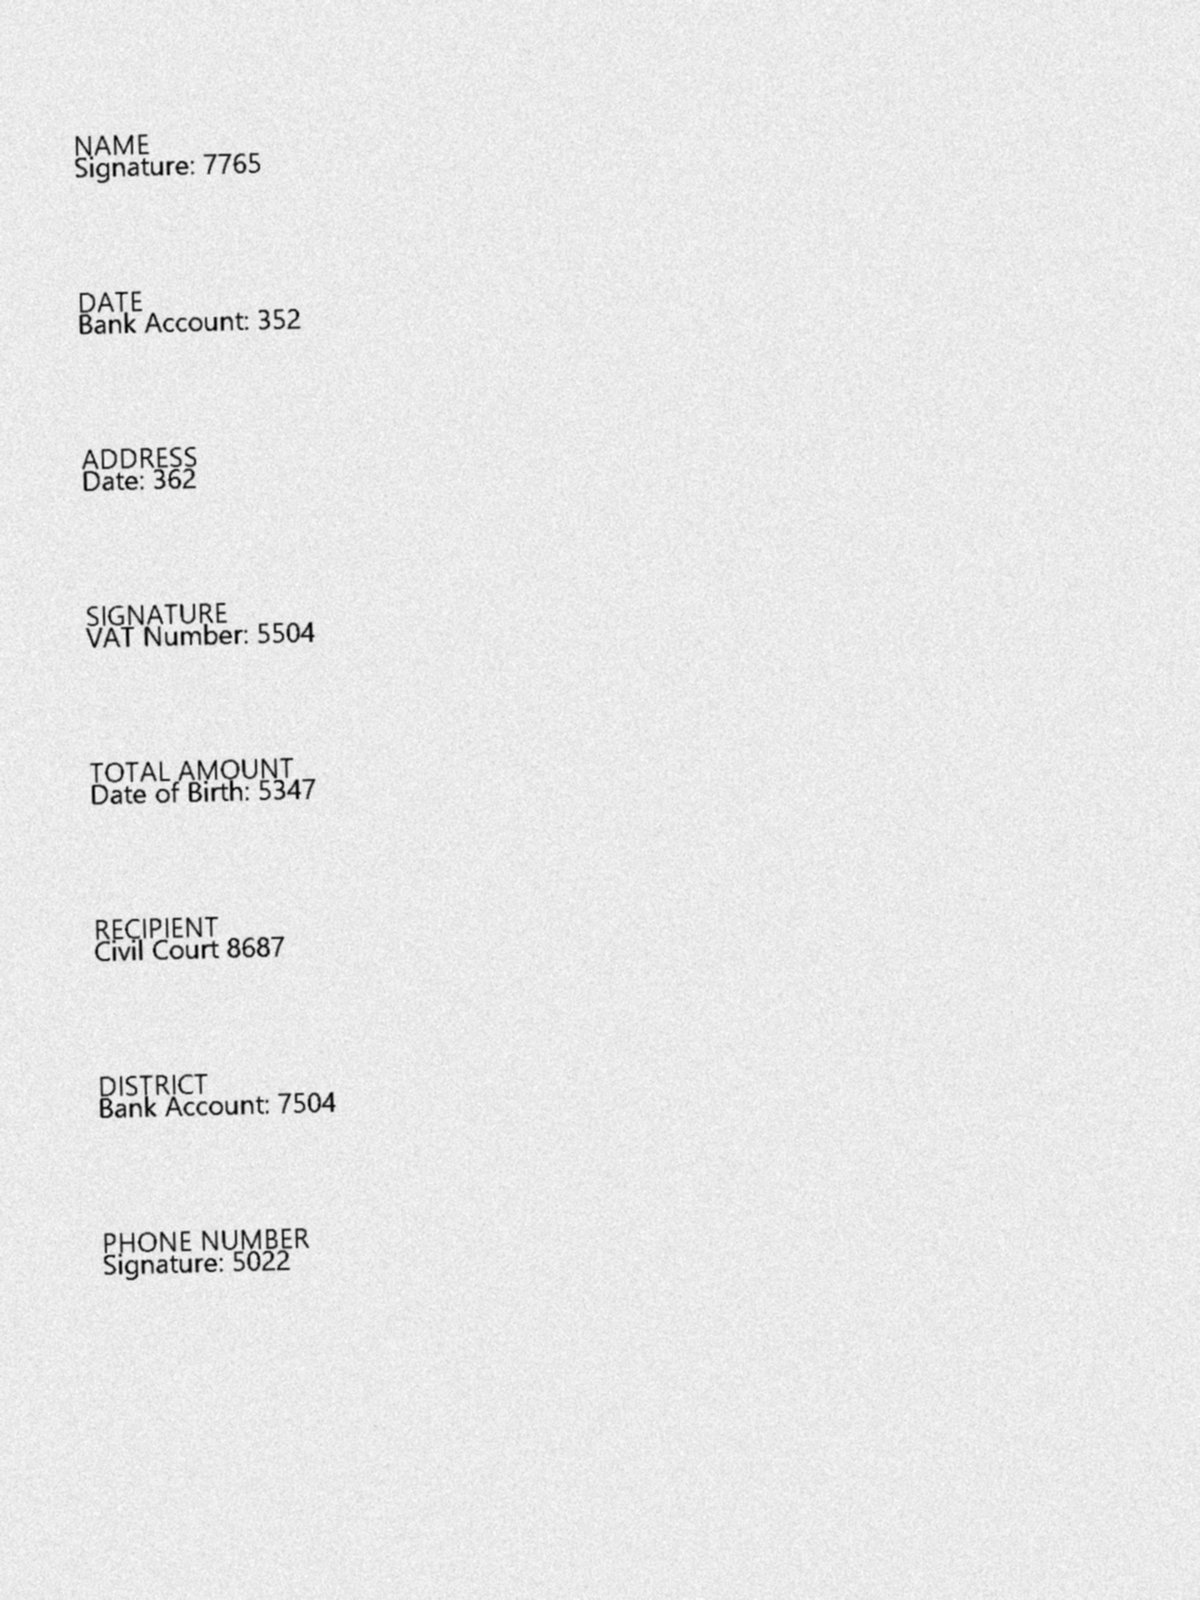 NAME
Signature: 7765
DATE
Bank Account: 352
ADDRESS
Date: 362
SIGNATURE
VAT Number: 5504
TOTAL AMOUNT
Date of Birth: 5347
RECIPIENT
Civil Court 8687
DISTRICT
Bank Account: 7504
PHONE NUMBER
Signature: 5022